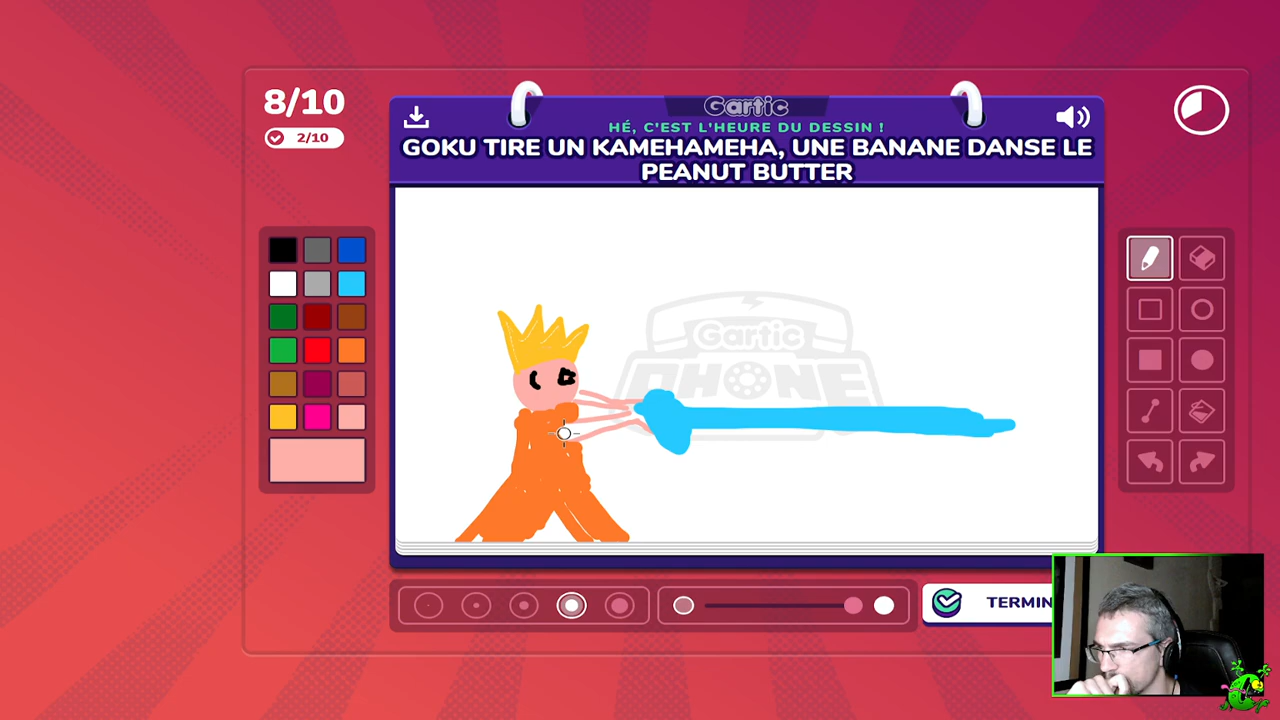 8/10
2/10
Gartic
HÉ, C'EST L'HEURE DU DESSIN !
GOKU TIRE UN KAMEHAMEHA, UNE BANANE DANSE LE
PEANUT BUTTER
Gartic
PHONE
TERMIN